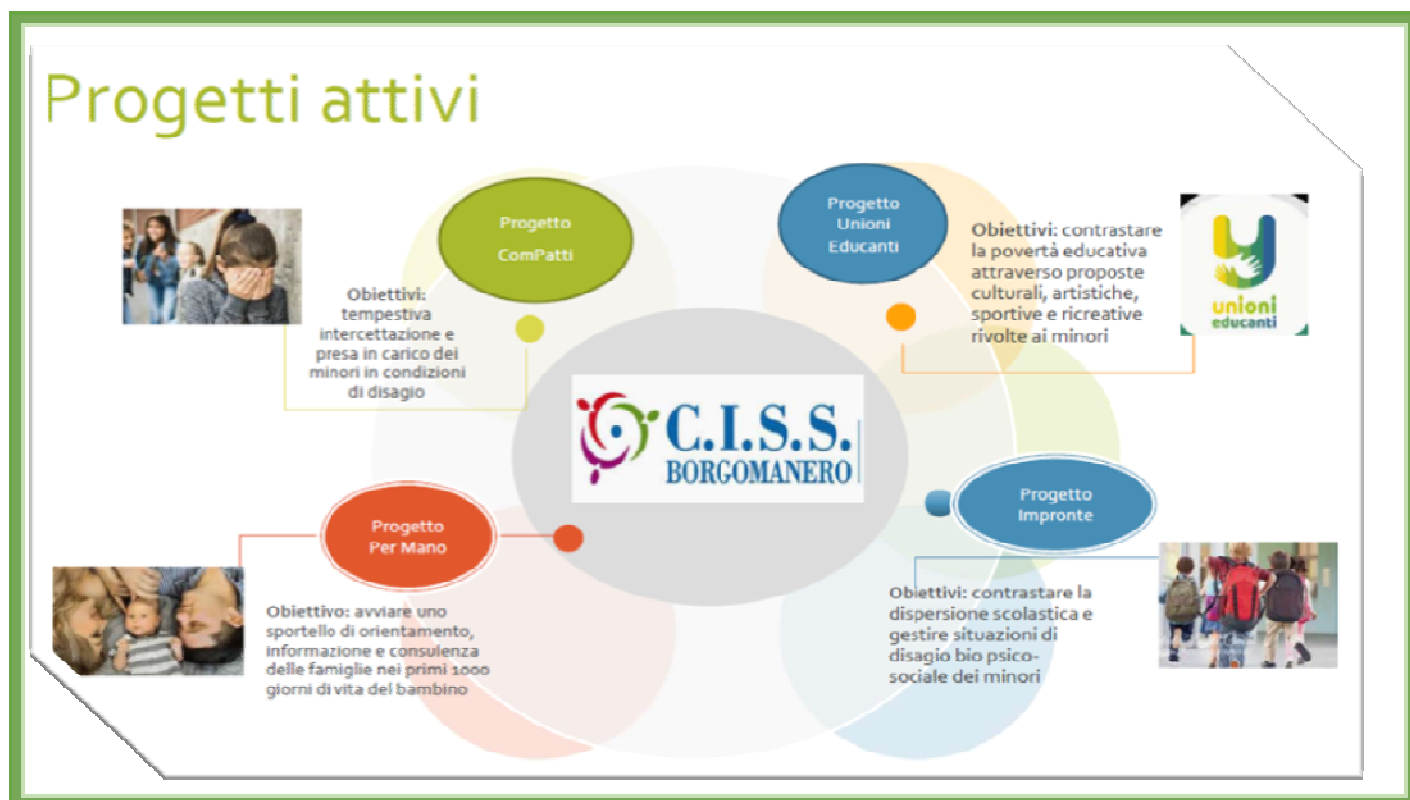 Progetti attivi
Progetto
ComPatti
Obiettivi:
tempestiva
intercettazione e
presa in carico dei
minori in condizioni
di disagio
Progetto
Unioni
Educanti
Obiettivi: contrastare
la povertà educativa
attraverso proposte
culturali, artistiche,
sportive e ricreative
rivolte ai minori
unioni
educanti
C.I.S.S.
BORGOMANERO
Progetto
Per Mano
Obiettivo: avviare uno
sportello di orientamento,
informazione e consulenza
delle famiglie nei primi 1000
giorni di vita del bambino
Progetto
Impronte
Obiettivi: contrastare la
dispersione scolastica e
gestire situazioni di
disagio bio psico-
sociale dei minori